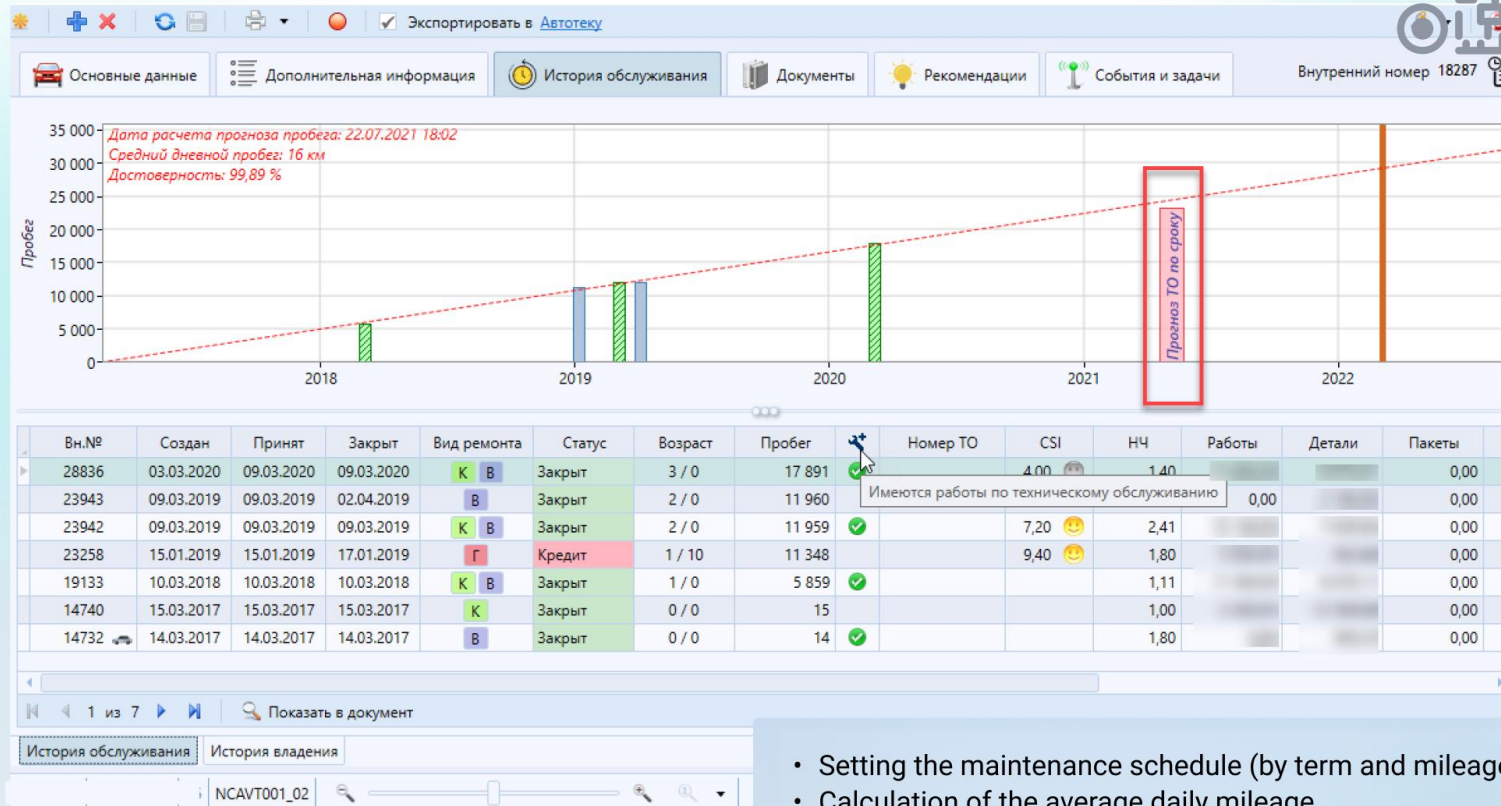 Экспортировать в Автотеку
Основные данные
Дополнительная информация
История обслуживания
Документы
Рекомендации
События и задачи
Внутренний номер 18287
35 000
30 000
25 000
20 000
15 000
10 000
5 000
0
Пробег
Дата расчета прогноза пробега: 22.07.2021 18:02
Средний дневной пробег: 16 км
Достоверность: 99,89 %
Прогноз ТО по сроку
2018 2019 2020 2021 2022
Вн.№ Создан Принят Закрыт Вид ремонта Статус Возраст Пробег Номер ТО CSI НЧ Работы Детали Пакеты
28836 03.03.2020 09.03.2020 09.03.2020 К В Закрыт 3 / 0 17 891 4,00 1,40 0,00
Имеются работы по техническому обслуживанию
23943 09.03.2019 09.03.2019 02.04.2019 В Закрыт 2 / 0 11 960 0,00 0,00
23942 09.03.2019 09.03.2019 09.03.2019 К В Закрыт 2 / 0 11 959 7,20 2,41 0,00
23258 15.01.2019 15.01.2019 17.01.2019 Г Кредит 1 / 10 11 348 9,40 1,80 0,00
19133 10.03.2018 10.03.2018 10.03.2018 К В Закрыт 1 / 0 5 859 1,11 0,00
14740 15.03.2017 15.03.2017 15.03.2017 К Закрыт 0 / 0 15 1,00 0,00
14732 14.03.2017 14.03.2017 14.03.2017 В Закрыт 0 / 0 14 1,80 0,00
1 из 7 Показать в документ
История обслуживания История владения
NCAVT001_02
• Setting the maintenance schedule (by term and mileage
• Calculation of the average daily mileage